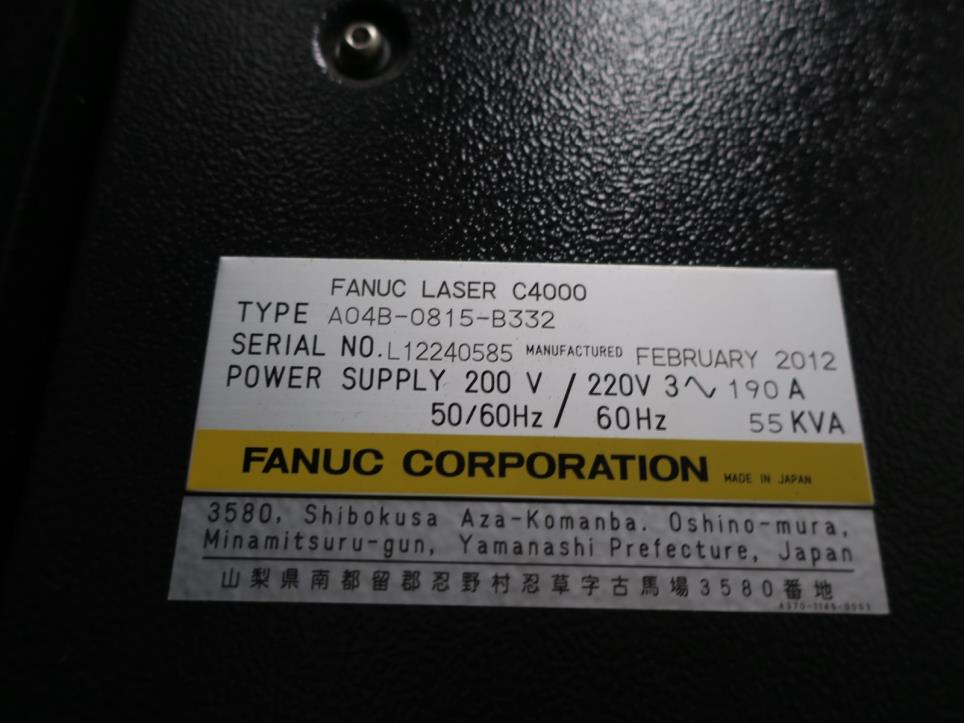 FANUC LASER C4000
TYPE A04B-0815-B332
SERIAL NO. L12240585 MANUFACTURED FEBRUARY 2012
POWER SUPPLY 200 V / 220V 3∿ 190 A
50/60Hz / 60Hz 55 KVA
FANUC CORPORATION MADE IN JAPAN
3580, Shibokusa Aza-Komanba. Oshino-mura,
Minamitsuru-gun, Yamanashi Prefecture, Japan
山梨県南都留郡忍野村忍草字古馬場3580番地